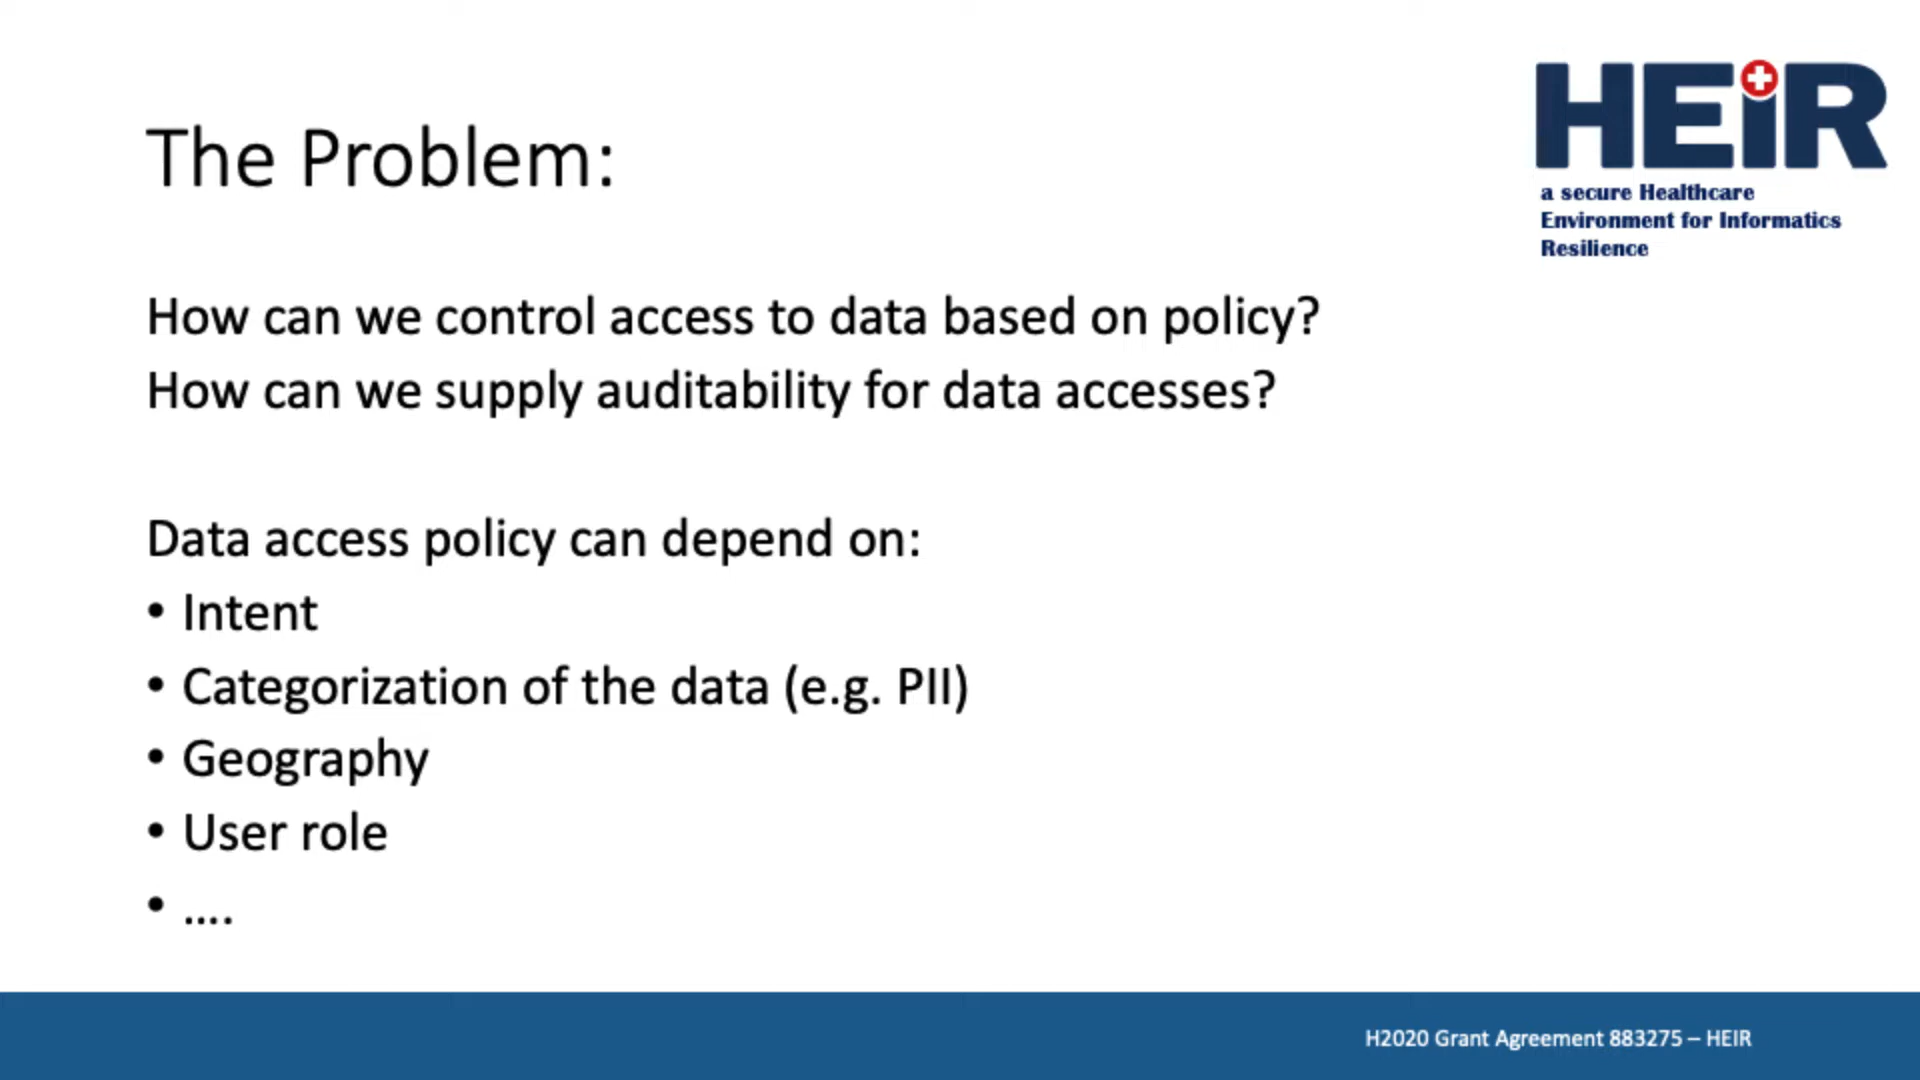 The Problem:
HEiR
a secure Healthcare
Environment for Informatics
Resilience
How can we control access to data based on policy?
How can we supply auditability for data accesses?
Data access policy can depend on:
• Intent
• Categorization of the data (e.g. PII)
• Geography
• User role
• ....
H2020 Grant Agreement 883275 – HEIR